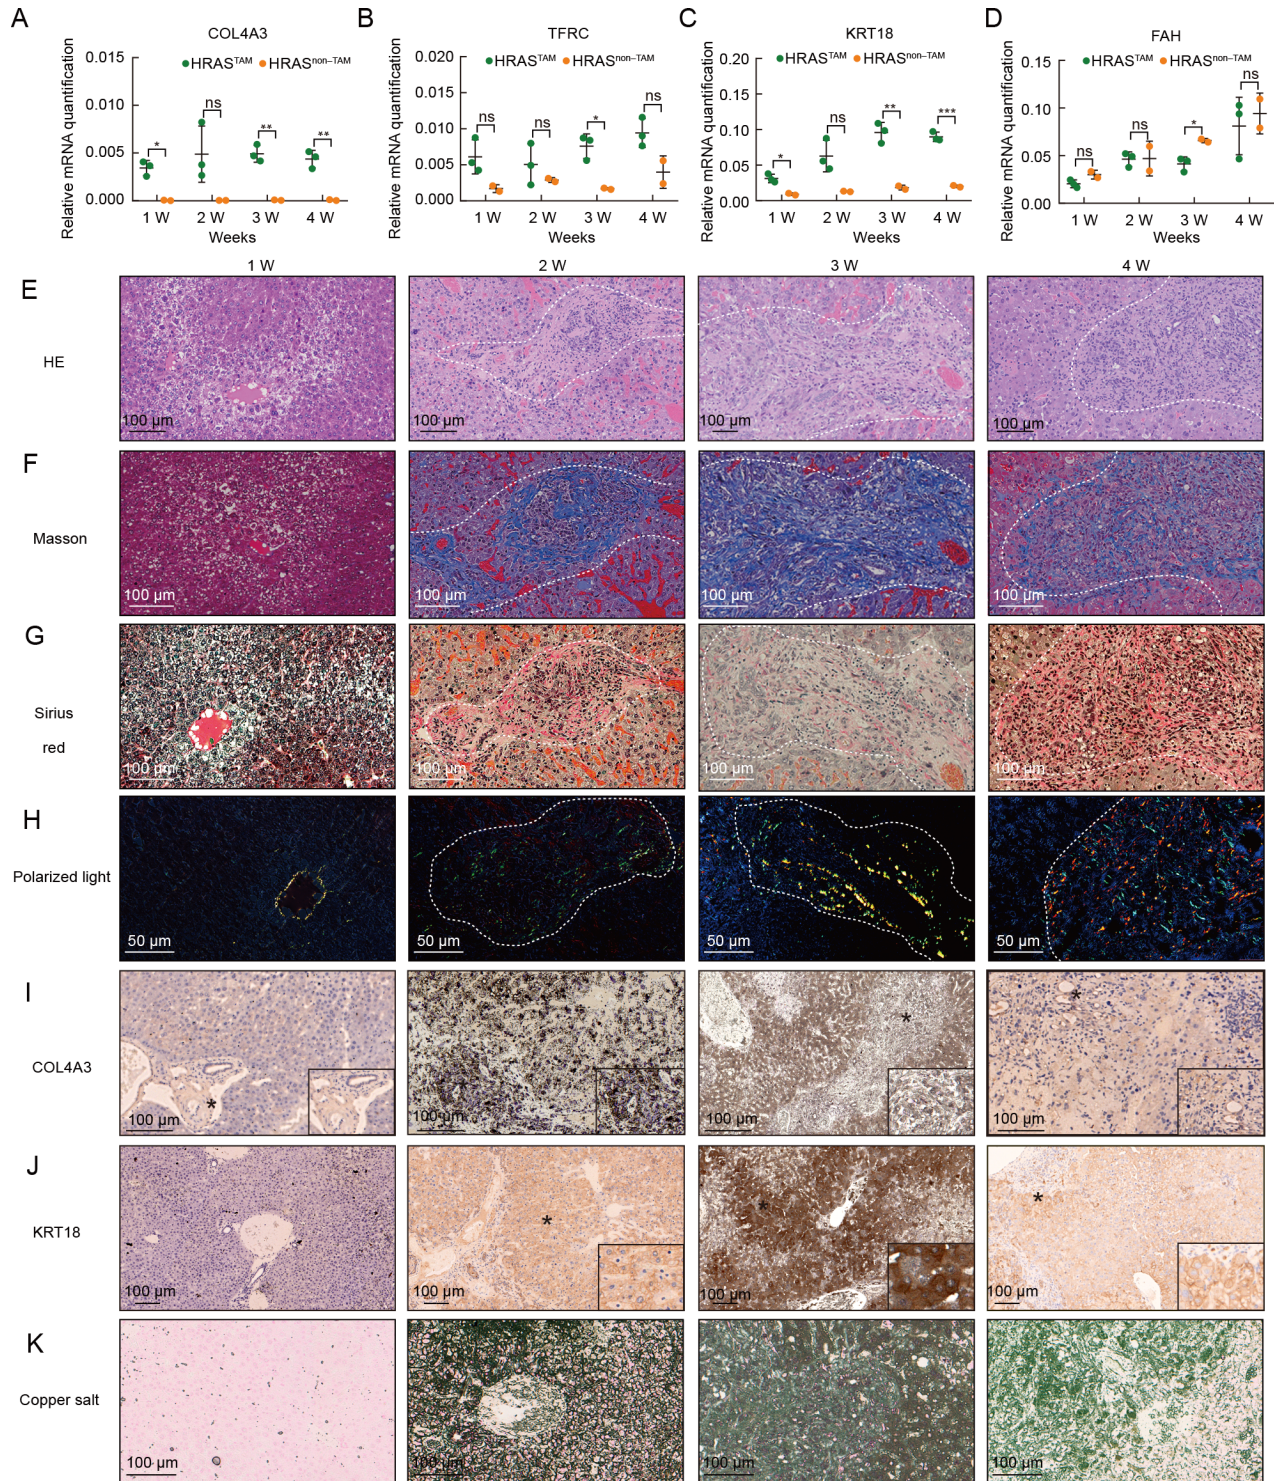 A
COL4A3
Relative mRNA quantification
0.015
0.010
0.005
0.000
HRASTAM
HRASnon–TAM
*
ns
**
**
1 W
2 W
3 W
4 W
Weeks
B
TFRC
Relative mRNA quantification
0.020
0.015
0.010
0.005
0.000
HRASTAM
HRASnon–TAM
ns
ns
*
ns
1 W
2 W
3 W
4 W
Weeks
C
KRT18
Relative mRNA quantification
0.20
0.15
0.10
0.05
0.00
HRASTAM
HRASnon–TAM
*
ns
**
***
1 W
2 W
3 W
4 W
Weeks
D
FAH
Relative mRNA quantification
0.15
0.10
0.05
0.00
HRASTAM
HRASnon–TAM
ns
ns
*
ns
1 W
2 W
3 W
4 W
Weeks
1 W
2 W
3 W
4 W
E
HE
100 µm
100 µm
100 µm
100 µm
F
Masson
100 µm
100 µm
100 µm
100 µm
G
Sirius
red
100 µm
100 µm
100 µm
100 µm
H
Polarized light
50 µm
50 µm
50 µm
50 µm
I
COL4A3
*
*
*
100 µm
100 µm
100 µm
100 µm
J
KRT18
*
*
*
100 µm
100 µm
100 µm
100 µm
K
Copper salt
100 µm
100 µm
100 µm
100 µm